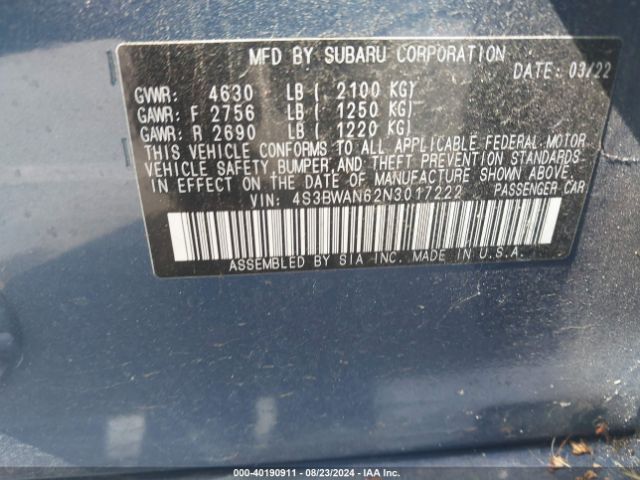 MFD BY SUBARU CORPORATION
DATE: 03/22
GVWR: 4630 LB ( 2100 KG)
GAWR: F 2756 LB ( 1250 KG)
GAWR: R 2690 LB ( 1220 KG)
THIS VEHICLE CONFORMS TO ALL APPLICABLE FEDERAL MOTOR
VEHICLE SAFETY, BUMPER, AND THEFT PREVENTION STANDARDS
IN EFFECT ON THE DATE OF MANUFACTURE SHOWN ABOVE.
VIN: 4S3BWAN62N3017222 PASSENGER CAR
ASSEMBLED BY SIA INC. MADE IN U.S.A.
000-40190911 - 08/23/2024 - IAA Inc.